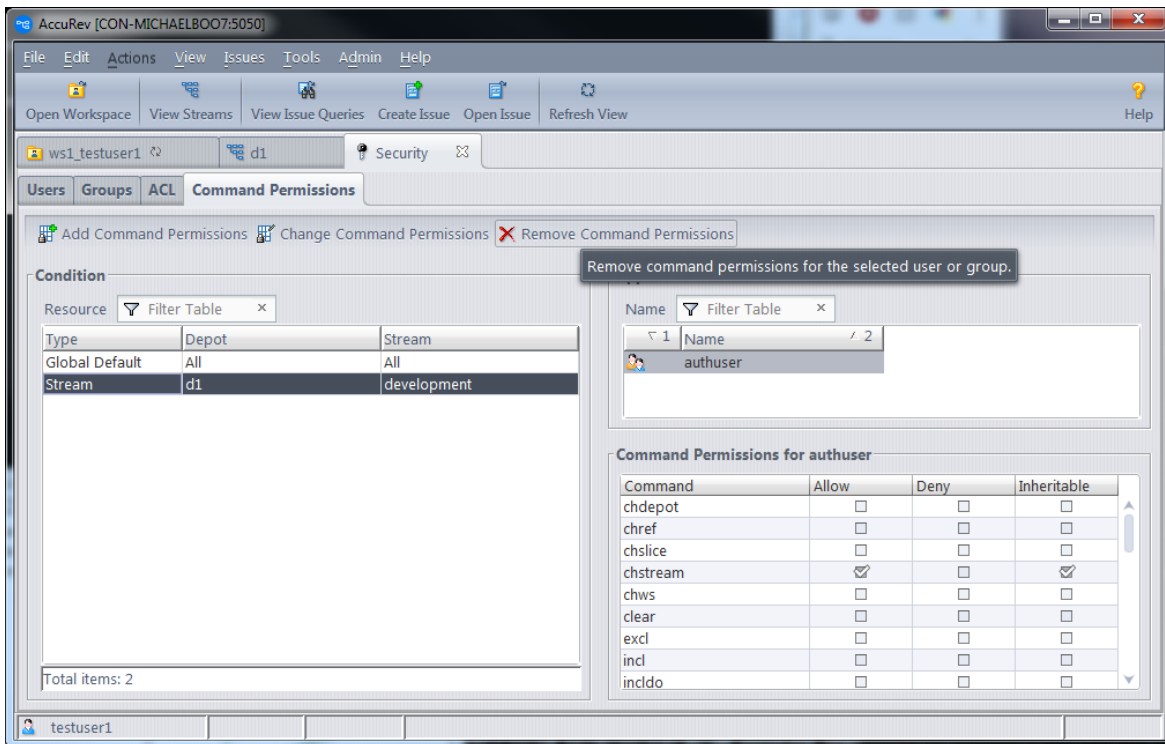 AccuRev [CON-MICHAELBOO7:5050]
File Edit Actions View Issues Tools Admin Help
Open Workspace View Streams View Issue Queries Create Issue Open Issue Refresh View Help
ws1_testuser1 d1 Security
Users Groups ACL Command Permissions
Add Command Permissions Change Command Permissions Remove Command Permissions
Remove command permissions for the selected user or group.
Condition
Resource Filter Table
Type Depot Stream
Global Default All All
Stream d1 development
Total items: 2
Name Filter Table
1 Name 2
authuser
Command Permissions for authuser
Command Allow Deny Inheritable
chdepot
chref
chslice
chstream
chws
clear
excl
incl
incldo
testuser1